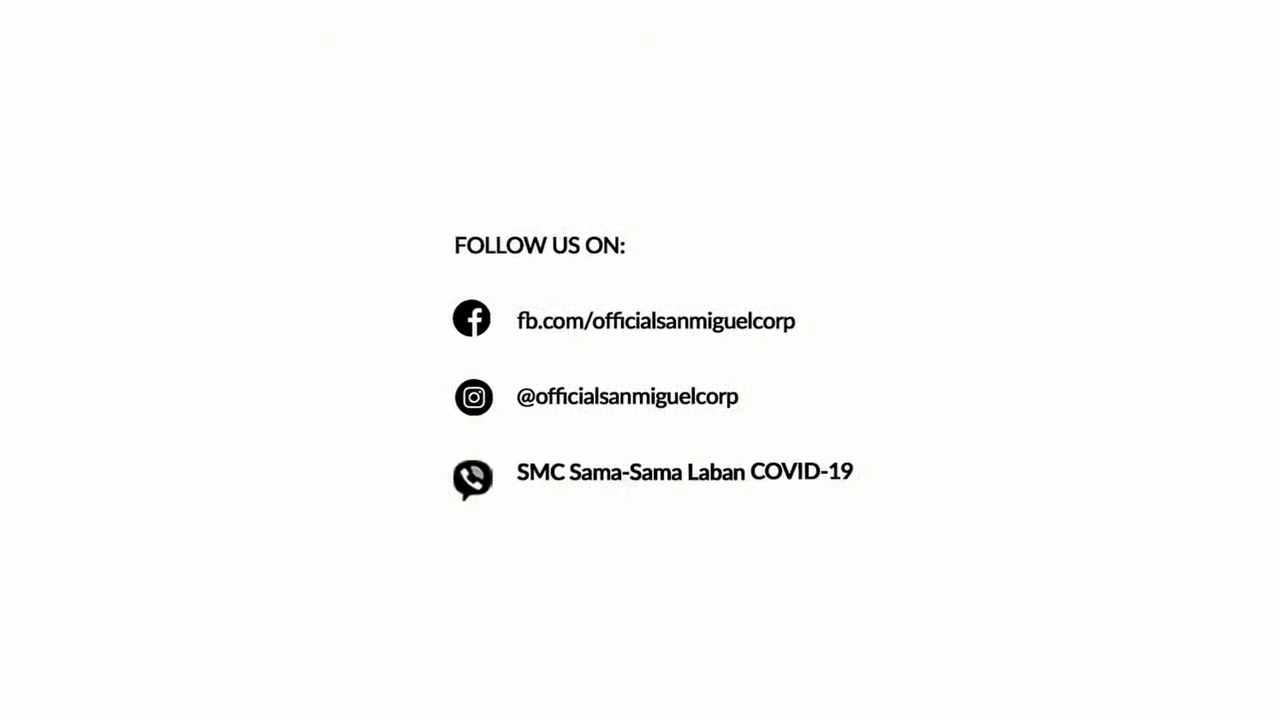 FOLLOW US ON:
fb.com/officialsanmiguelcorp
@officialsanmiguelcorp
SMC Sama-Sama Laban COVID-19